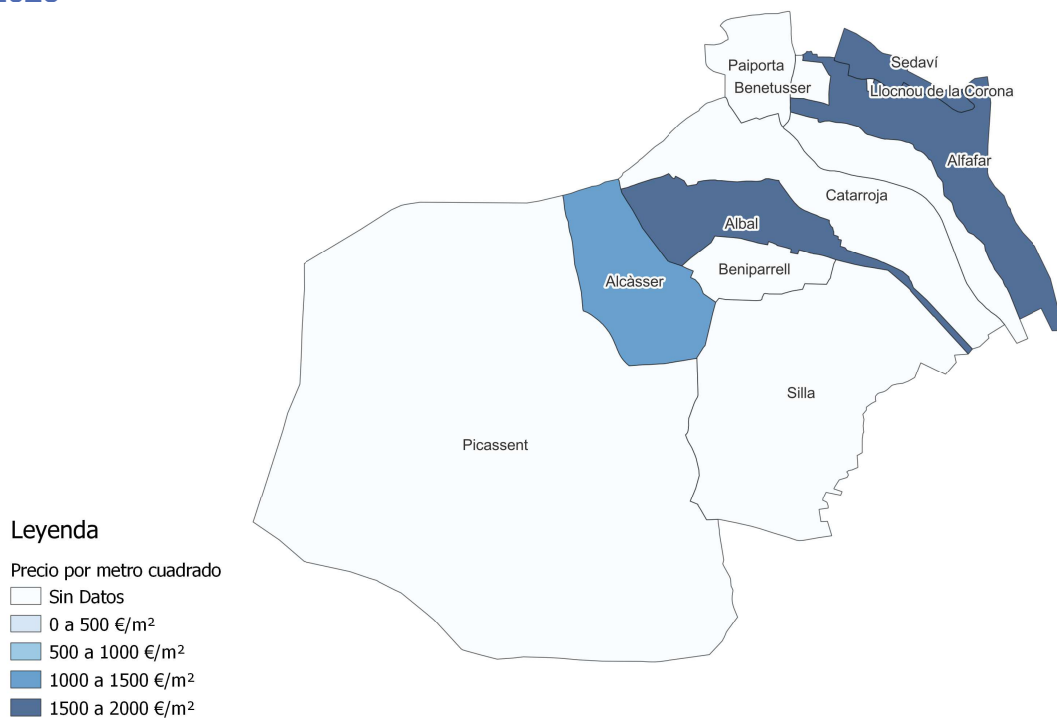 Sedaví
Paiporta
Benetusser
Llocnou de la Corona
Alfafar
Catarroja
Albal
Beniparrell
Alcàsser
Silla
Picassent
Leyenda
Precio por metro cuadrado
Sin Datos
0 a 500 €/m²
500 a 1000 €/m²
1000 a 1500 €/m²
1500 a 2000 €/m²